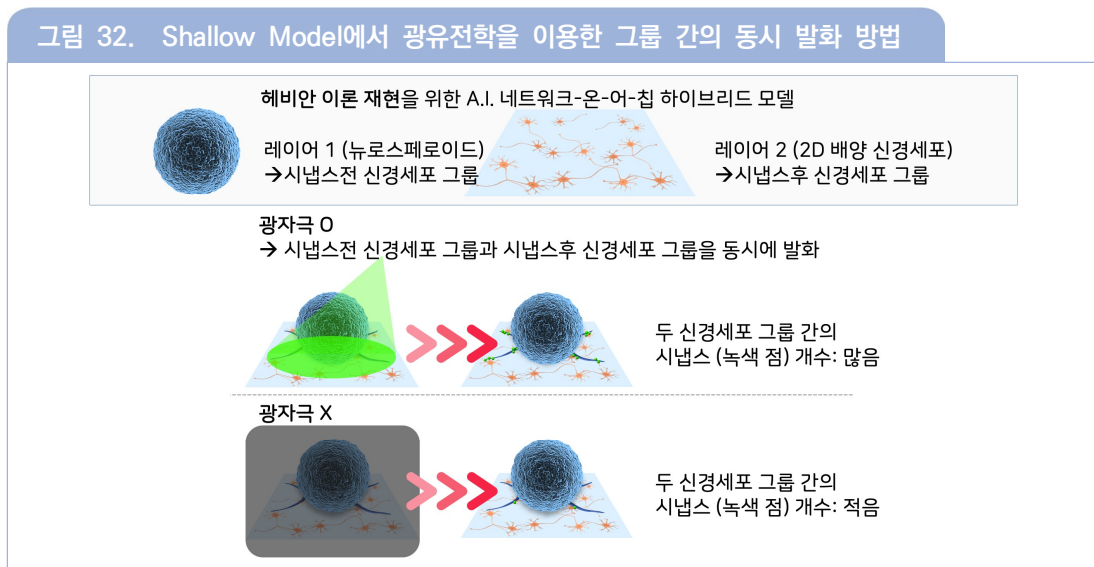 그림 32. Shallow Model에서 광유전학을 이용한 그룹 간의 동시 발화 방법
헤비안 이론 재현을 위한 A.I. 네트워크-온-어-칩 하이브리드 모델
레이어 1 (뉴로스페로이드)
→시냅스전 신경세포 그룹
레이어 2 (2D 배양 신경세포)
→시냅스후 신경세포 그룹
광자극 O
→ 시냅스전 신경세포 그룹과 시냅스후 신경세포 그룹을 동시에 발화
두 신경세포 그룹 간의
시냅스 (녹색 점) 개수: 많음
광자극 X
두 신경세포 그룹 간의
시냅스 (녹색 점) 개수: 적음